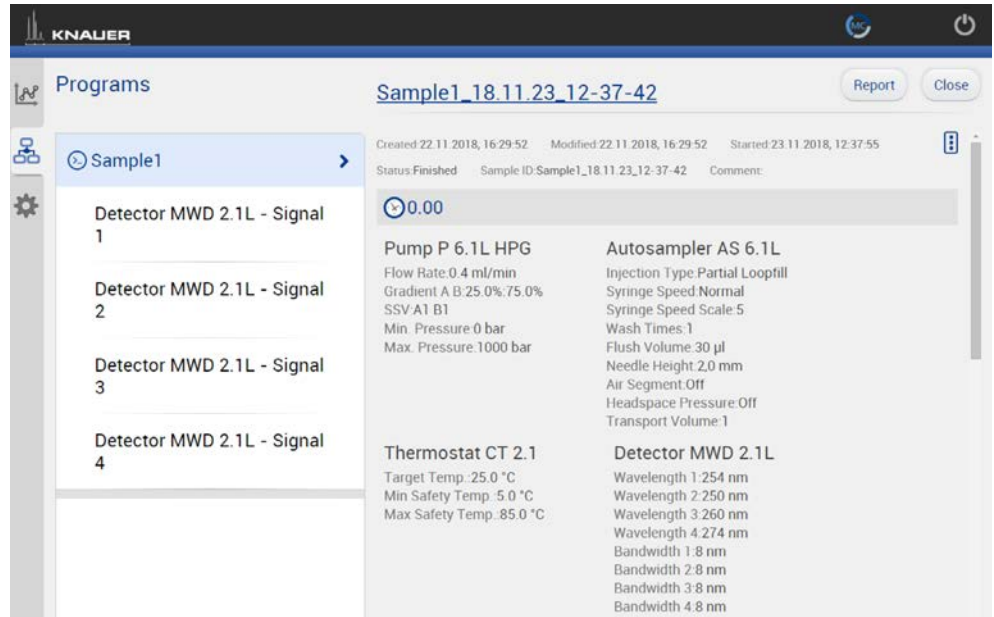 KNAUER
MC
Programs
Sample1_18.11.23_12-37-42
Report
Close
Sample1
Detector MWD 2.1L - Signal
1
Detector MWD 2.1L - Signal
2
Detector MWD 2.1L - Signal
3
Detector MWD 2.1L - Signal
4
Created:22.11.2018, 16:29:52 Modified:22.11.2018, 16:29:52 Started:23.11.2018, 12:37:55
Status:Finished Sample ID:Sample1_18.11.23_12-37-42 Comment:
0.00
Pump P 6.1L HPG
Flow Rate:0.4 ml/min
Gradient A B:25.0%:75.0%
SSV:A1 B1
Min. Pressure:0 bar
Max. Pressure:1000 bar
Autosampler AS 6.1L
Injection Type:Partial Loopfill
Syringe Speed:Normal
Syringe Speed Scale:5
Wash Times:1
Flush Volume:30 µl
Needle Height:2,0 mm
Air Segment:Off
Headspace Pressure:Off
Transport Volume:1
Thermostat CT 2.1
Target Temp.:25.0 °C
Min Safety Temp.:5.0 °C
Max Safety Temp.:85.0 °C
Detector MWD 2.1L
Wavelength 1:254 nm
Wavelength 2:250 nm
Wavelength 3:260 nm
Wavelength 4:274 nm
Bandwidth 1:8 nm
Bandwidth 2:8 nm
Bandwidth 3:8 nm
Bandwidth 4:8 nm